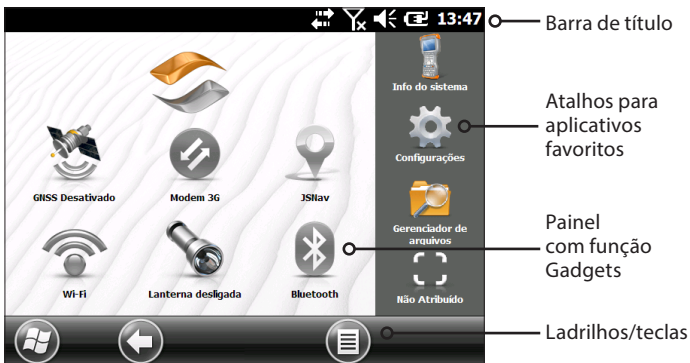 13:47
Barra de título
Info do sistema
Atalhos para
aplicativos
favoritos
Configurações
GNSS Desativado
Modem 3G
JSNav
Gerenciador de
arquivos
Painel
com função
Gadgets
Wi-Fi
Lanterna desligada
Bluetooth
Não Atribuído
Ladrilhos/teclas